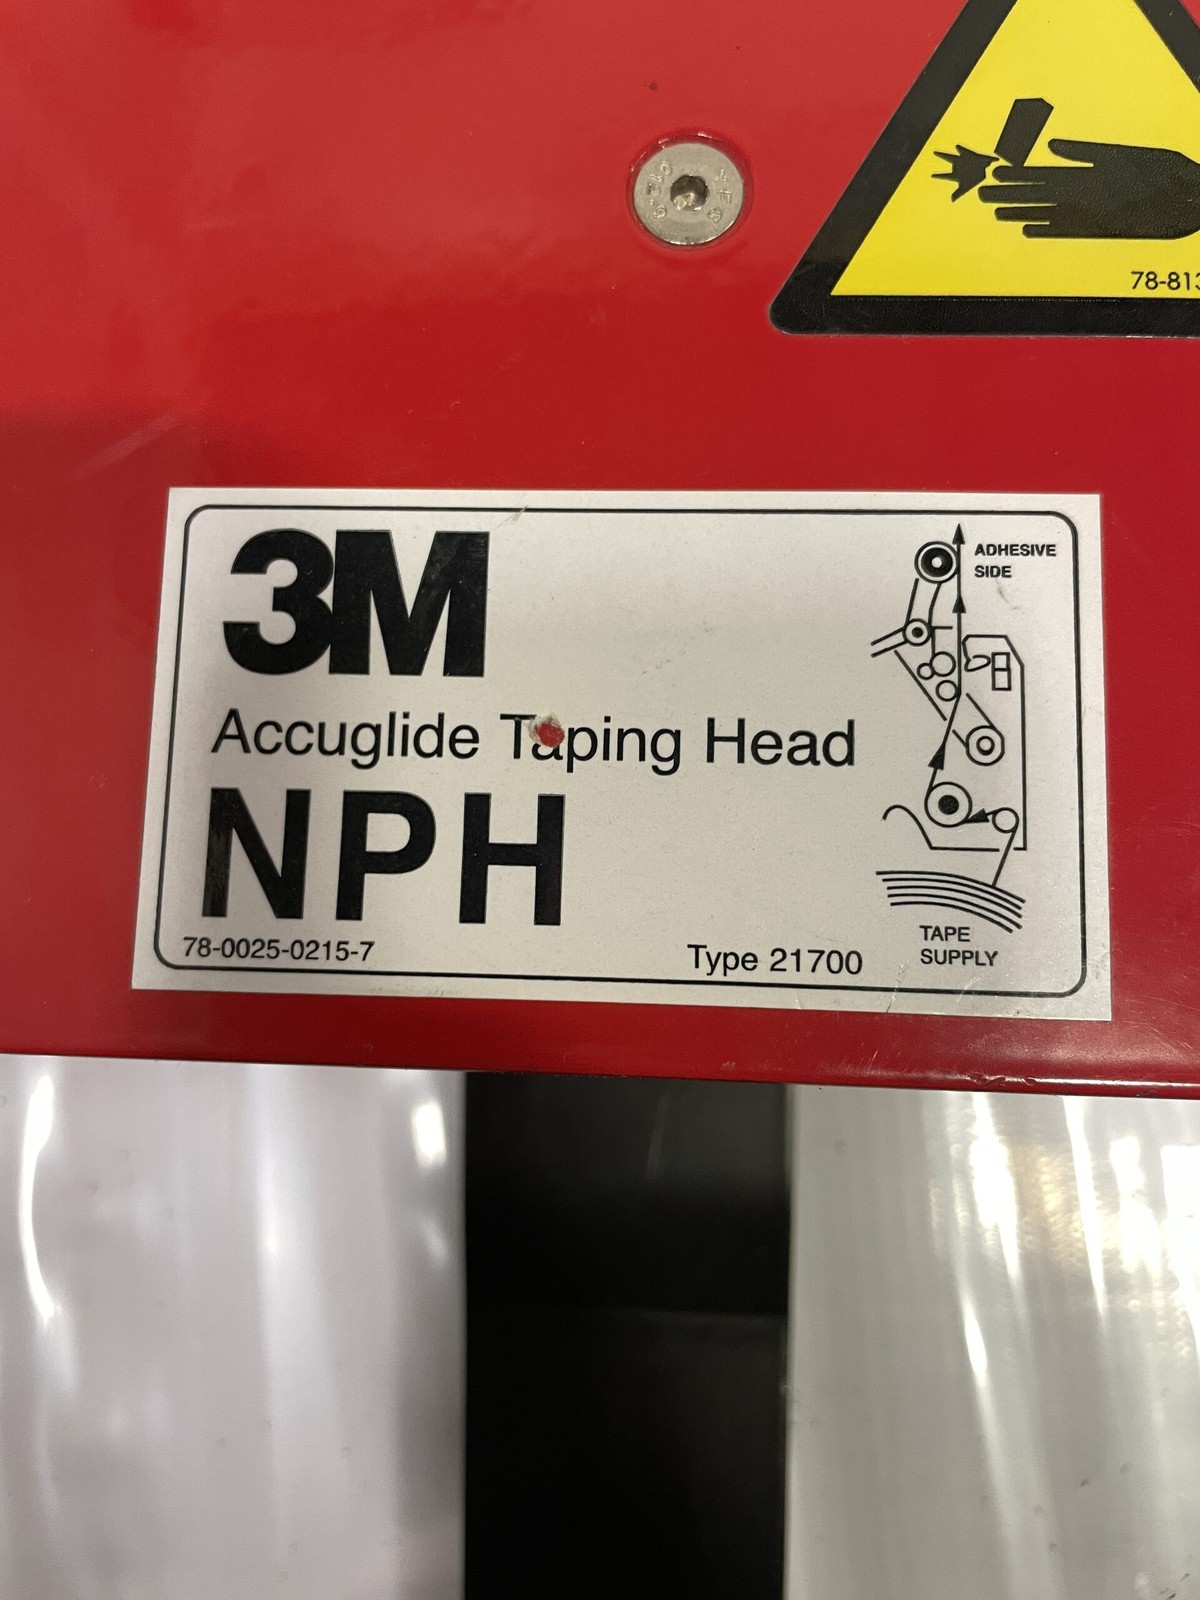 78-813
3M
Accuglide Taping Head
NPH
78-0025-0215-7
Type 21700
ADHESIVE
SIDE
TAPE
SUPPLY